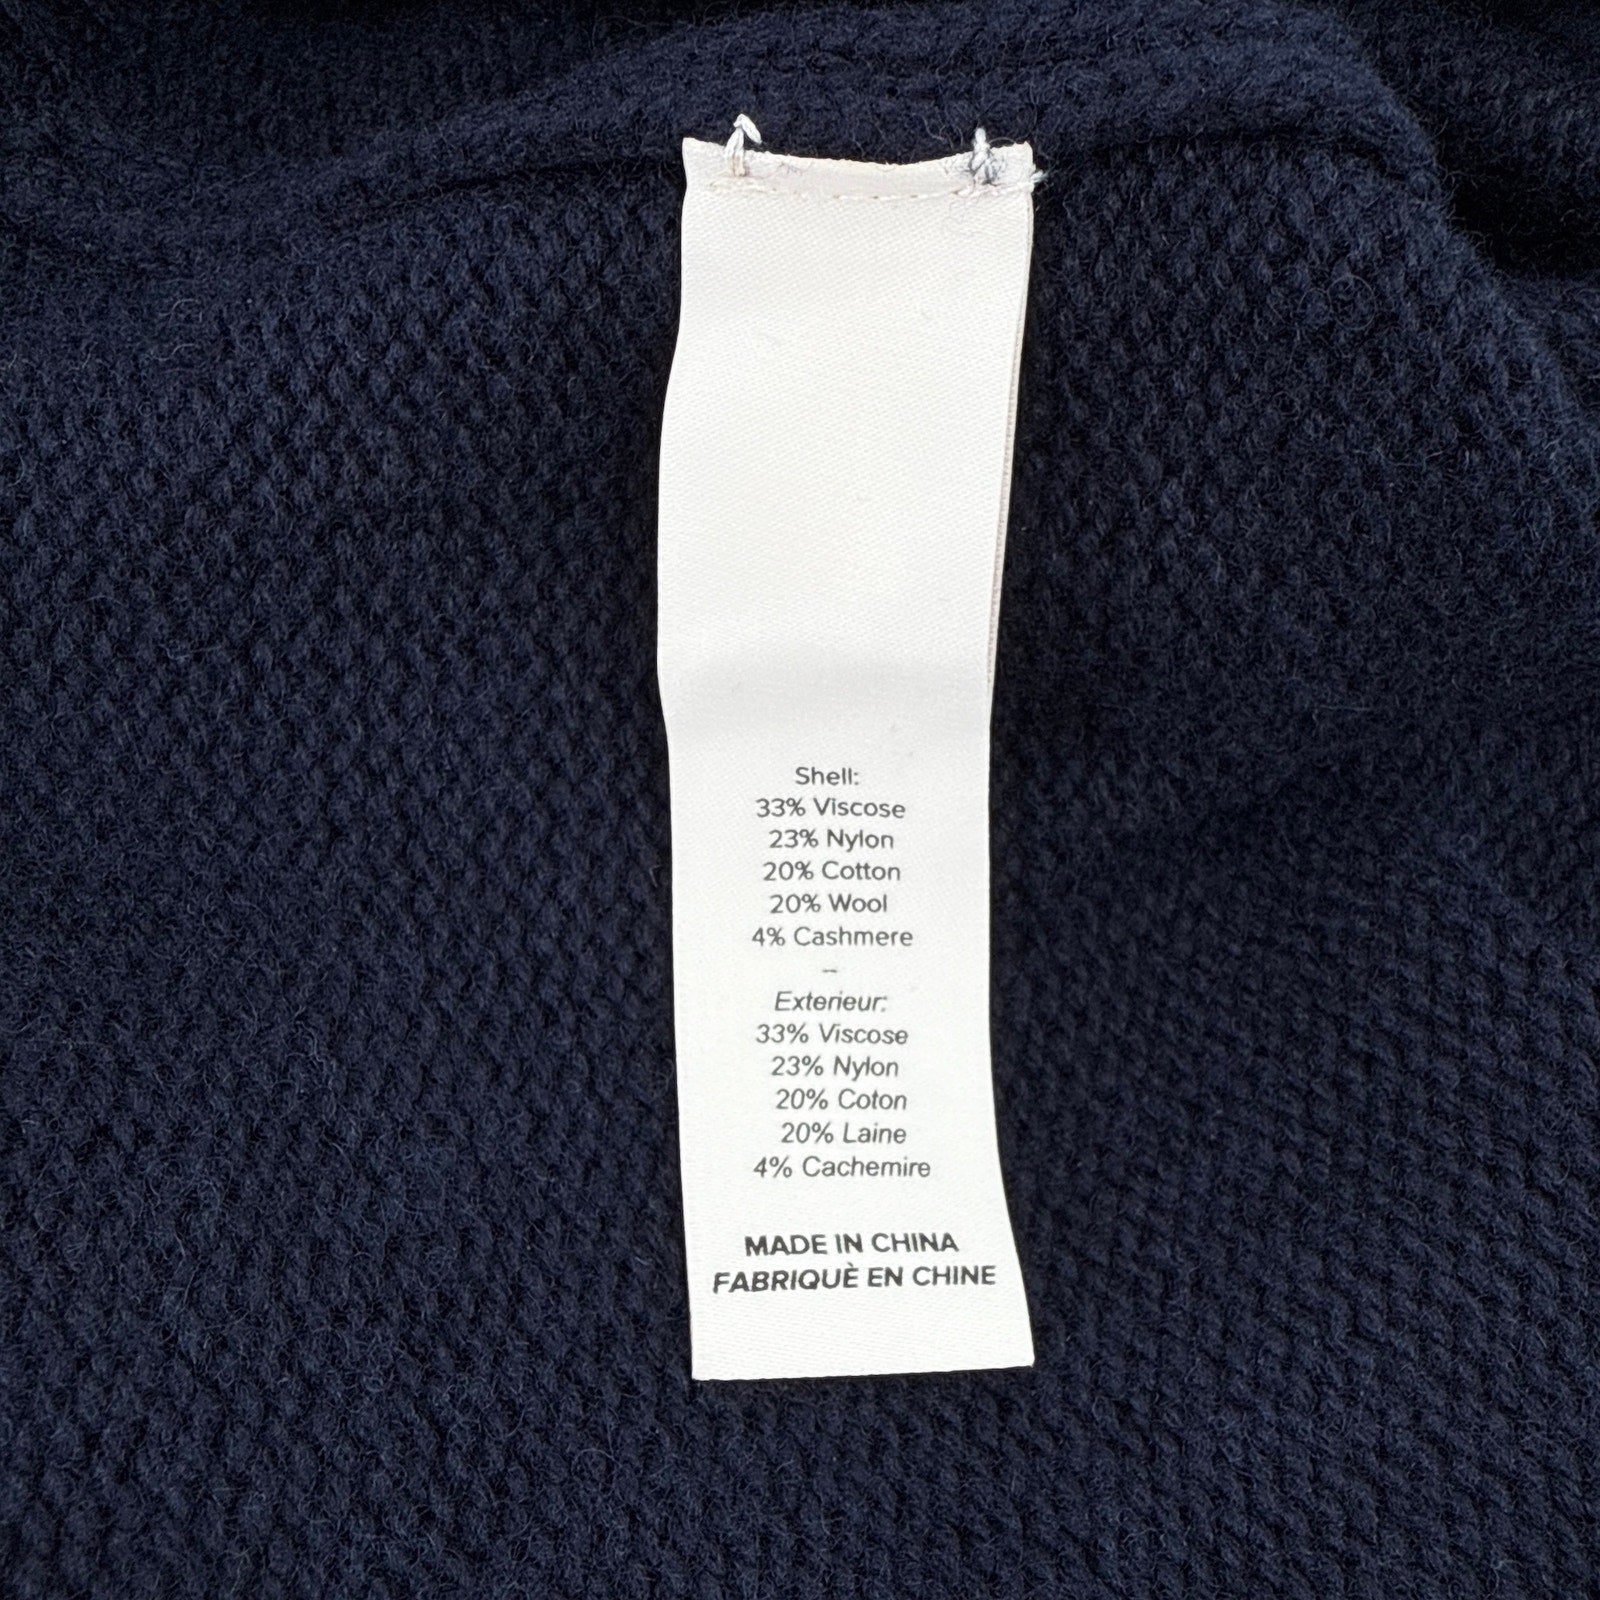 Shell:
33% Viscose
23% Nylon
20% Cotton
20% Wool
4% Cashmere
–
Exterieur:
33% Viscose
23% Nylon
20% Coton
20% Laine
4% Cachemire
MADE IN CHINA
FABRIQUÈ EN CHINE